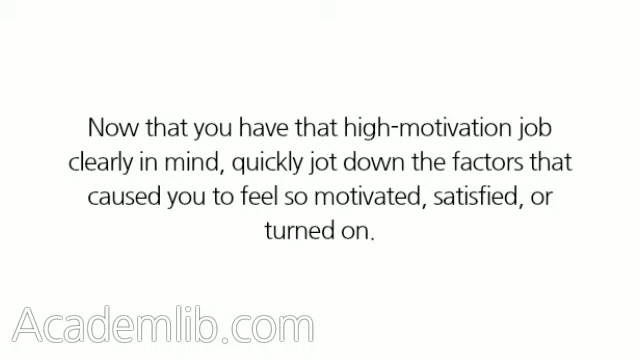 Now that you have that high-motivation job
clearly in mind, quickly jot down the factors that
caused you to feel so motivated, satisfied, or
turned on.
Academlib.com